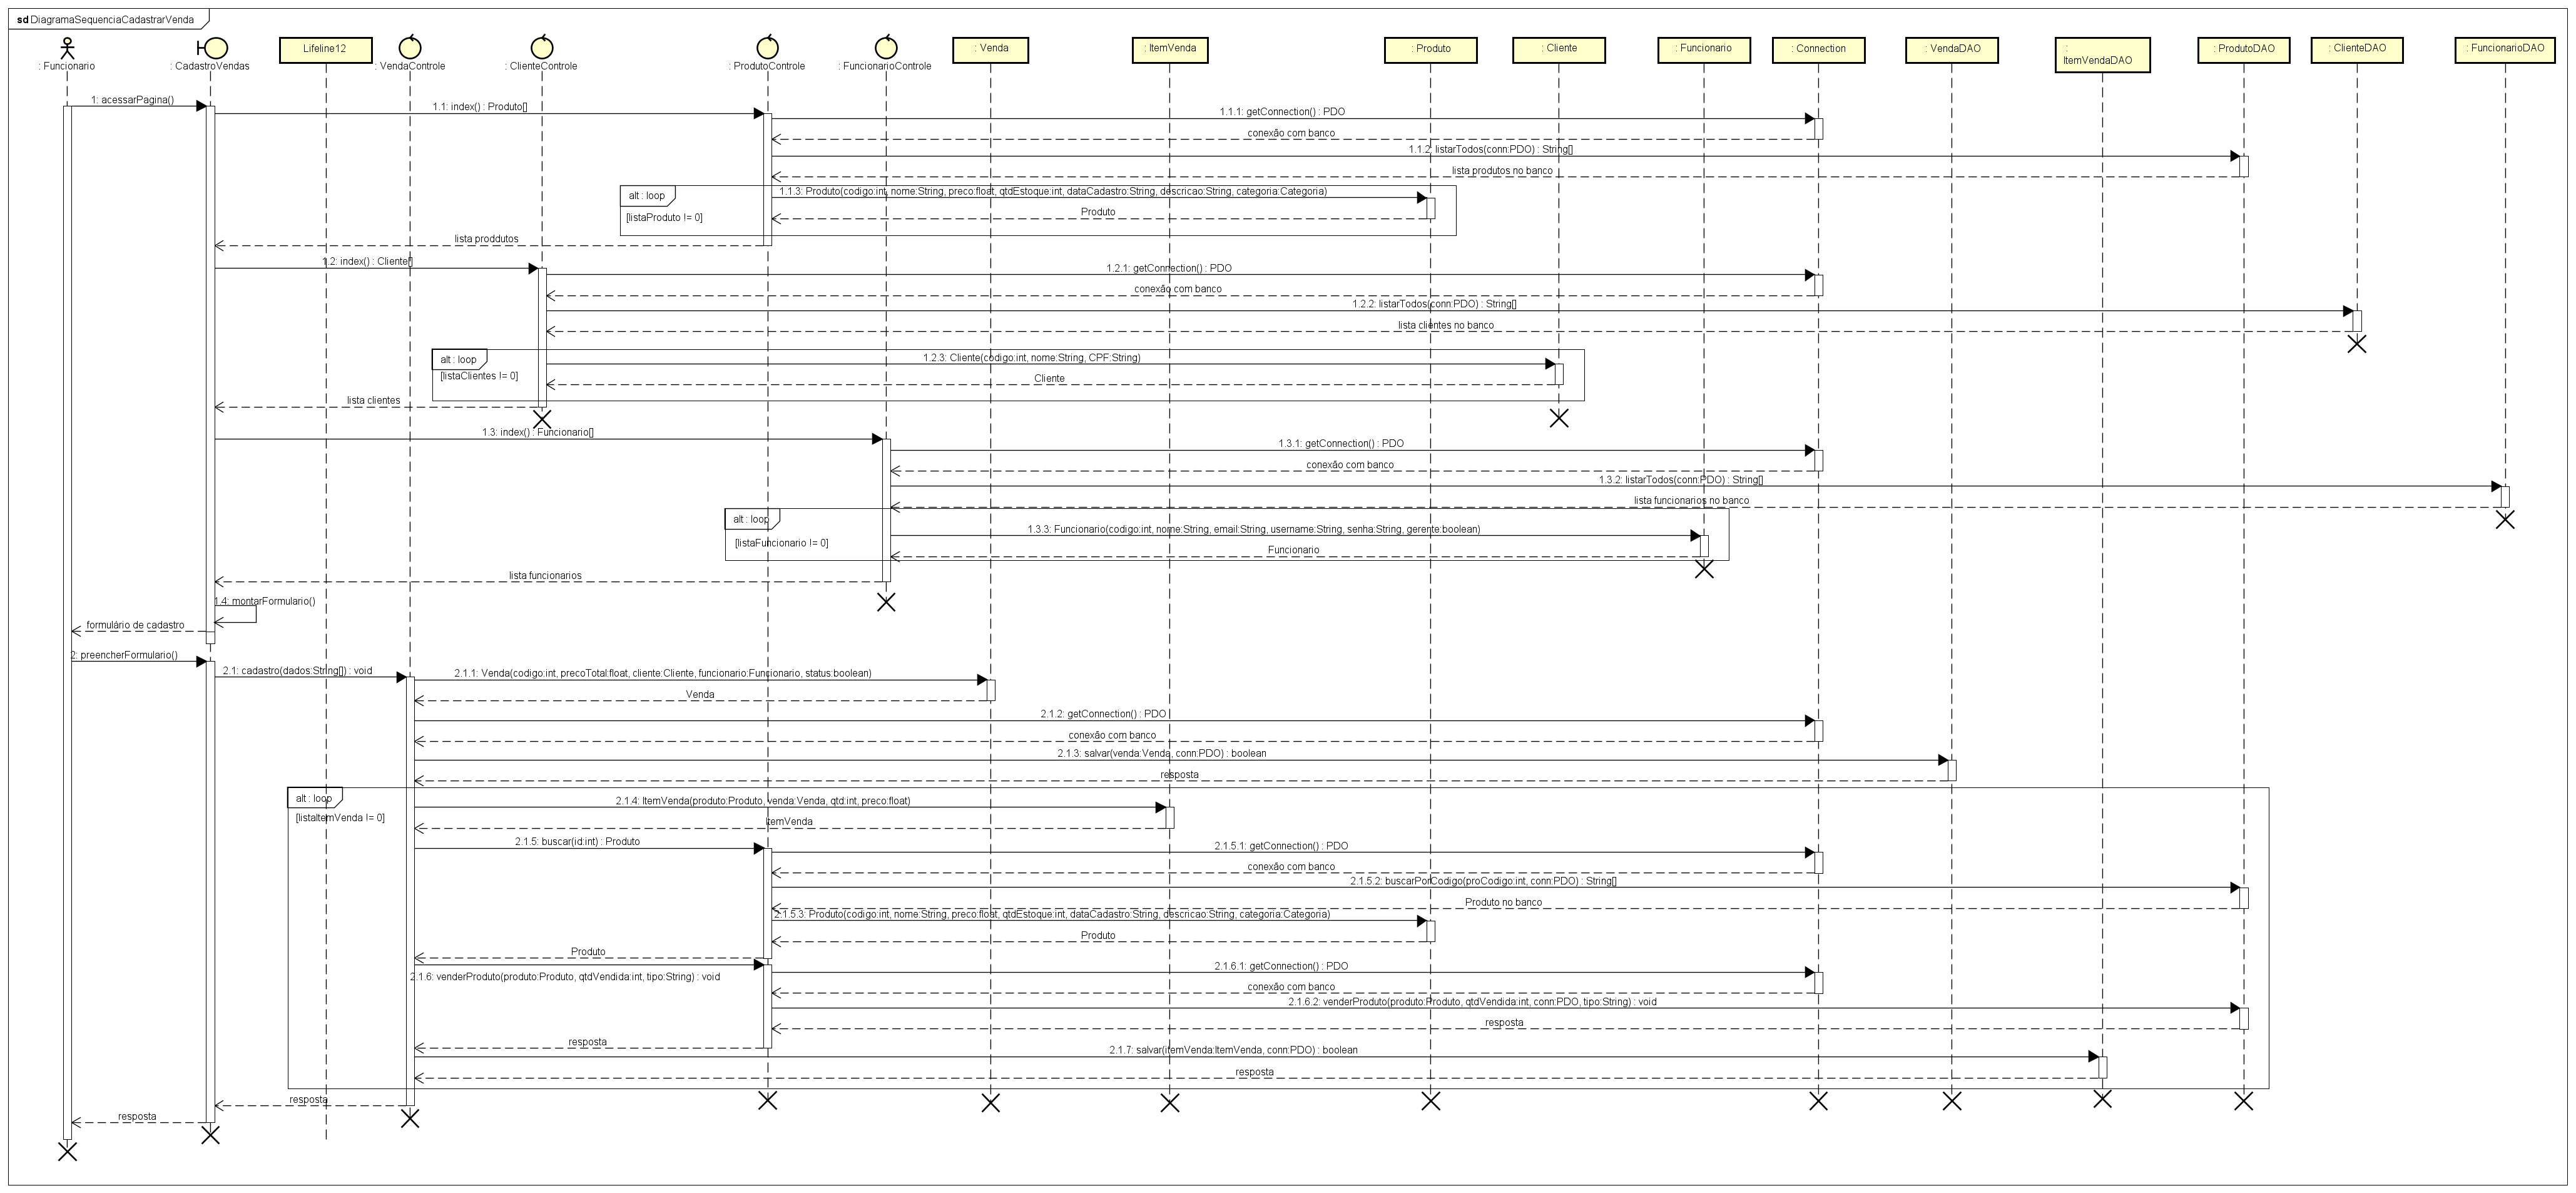 sd DiagramaSequenciaCadastrarVenda
: Funcionario
: CadastroVendas
Lifeline12
: VendaControle
: ClienteControle
: ProdutoControle
: FuncionarioControle
: Venda
: ItemVenda
: Produto
: Cliente
: Funcionario
: Connection
: VendaDAO
:
ItemVendaDAO
: ProdutoDAO
: ClienteDAO
: FuncionarioDAO
1: acessarPagina()
1.1: index() : Produto[]
1.1.1: getConnection() : PDO
conexão com banco
1.1.2: listarTodos(conn:PDO) : String[]
lista produtos no banco
alt : loop
1.1.3: Produto(codigo:int, nome:String, preco:float, qtdEstoque:int, dataCadastro:String, descricao:String, categoria:Categoria)
[listaProduto != 0]
Produto
lista proddutos
1.2: index() : Cliente[]
1.2.1: getConnection() : PDO
conexão com banco
1.2.2: listarTodos(conn:PDO) : String[]
lista clientes no banco
alt : loop
1.2.3: Cliente(codigo:int, nome:String, CPF:String)
[listaClientes != 0]
Cliente
lista clientes
1.3: index() : Funcionario[]
1.3.1: getConnection() : PDO
conexão com banco
1.3.2: listarTodos(conn:PDO) : String[]
lista funcionarios no banco
alt : loop
1.3.3: Funcionario(codigo:int, nome:String, email:String, username:String, senha:String, gerente:boolean)
[listaFuncionario != 0]
Funcionario
lista funcionarios
1.4: montarFormulario()
formulário de cadastro
2: preencherFormulario()
2.1: cadastro(dados:String[]) : void
2.1.1: Venda(codigo:int, precoTotal:float, cliente:Cliente, funcionario:Funcionario, status:boolean)
Venda
2.1.2: getConnection() : PDO
conexão com banco
2.1.3: salvar(venda:Venda, conn:PDO) : boolean
resposta
alt : loop
2.1.4: ItemVenda(produto:Produto, venda:Venda, qtd:int, preco:float)
[listaItemVenda != 0]
ItemVenda
2.1.5: buscar(id:int) : Produto
2.1.5.1: getConnection() : PDO
conexão com banco
2.1.5.2: buscarPorCodigo(proCodigo:int, conn:PDO) : String[]
Produto no banco
2.1.5.3: Produto(codigo:int, nome:String, preco:float, qtdEstoque:int, dataCadastro:String, descricao:String, categoria:Categoria)
Produto
Produto
2.1.6: venderProduto(produto:Produto, qtdVendida:int, tipo:String) : void
2.1.6.1: getConnection() : PDO
conexão com banco
2.1.6.2: venderProduto(produto:Produto, qtdVendida:int, conn:PDO, tipo:String) : void
resposta
resposta
2.1.7: salvar(itemVenda:ItemVenda, conn:PDO) : boolean
resposta
resposta
resposta